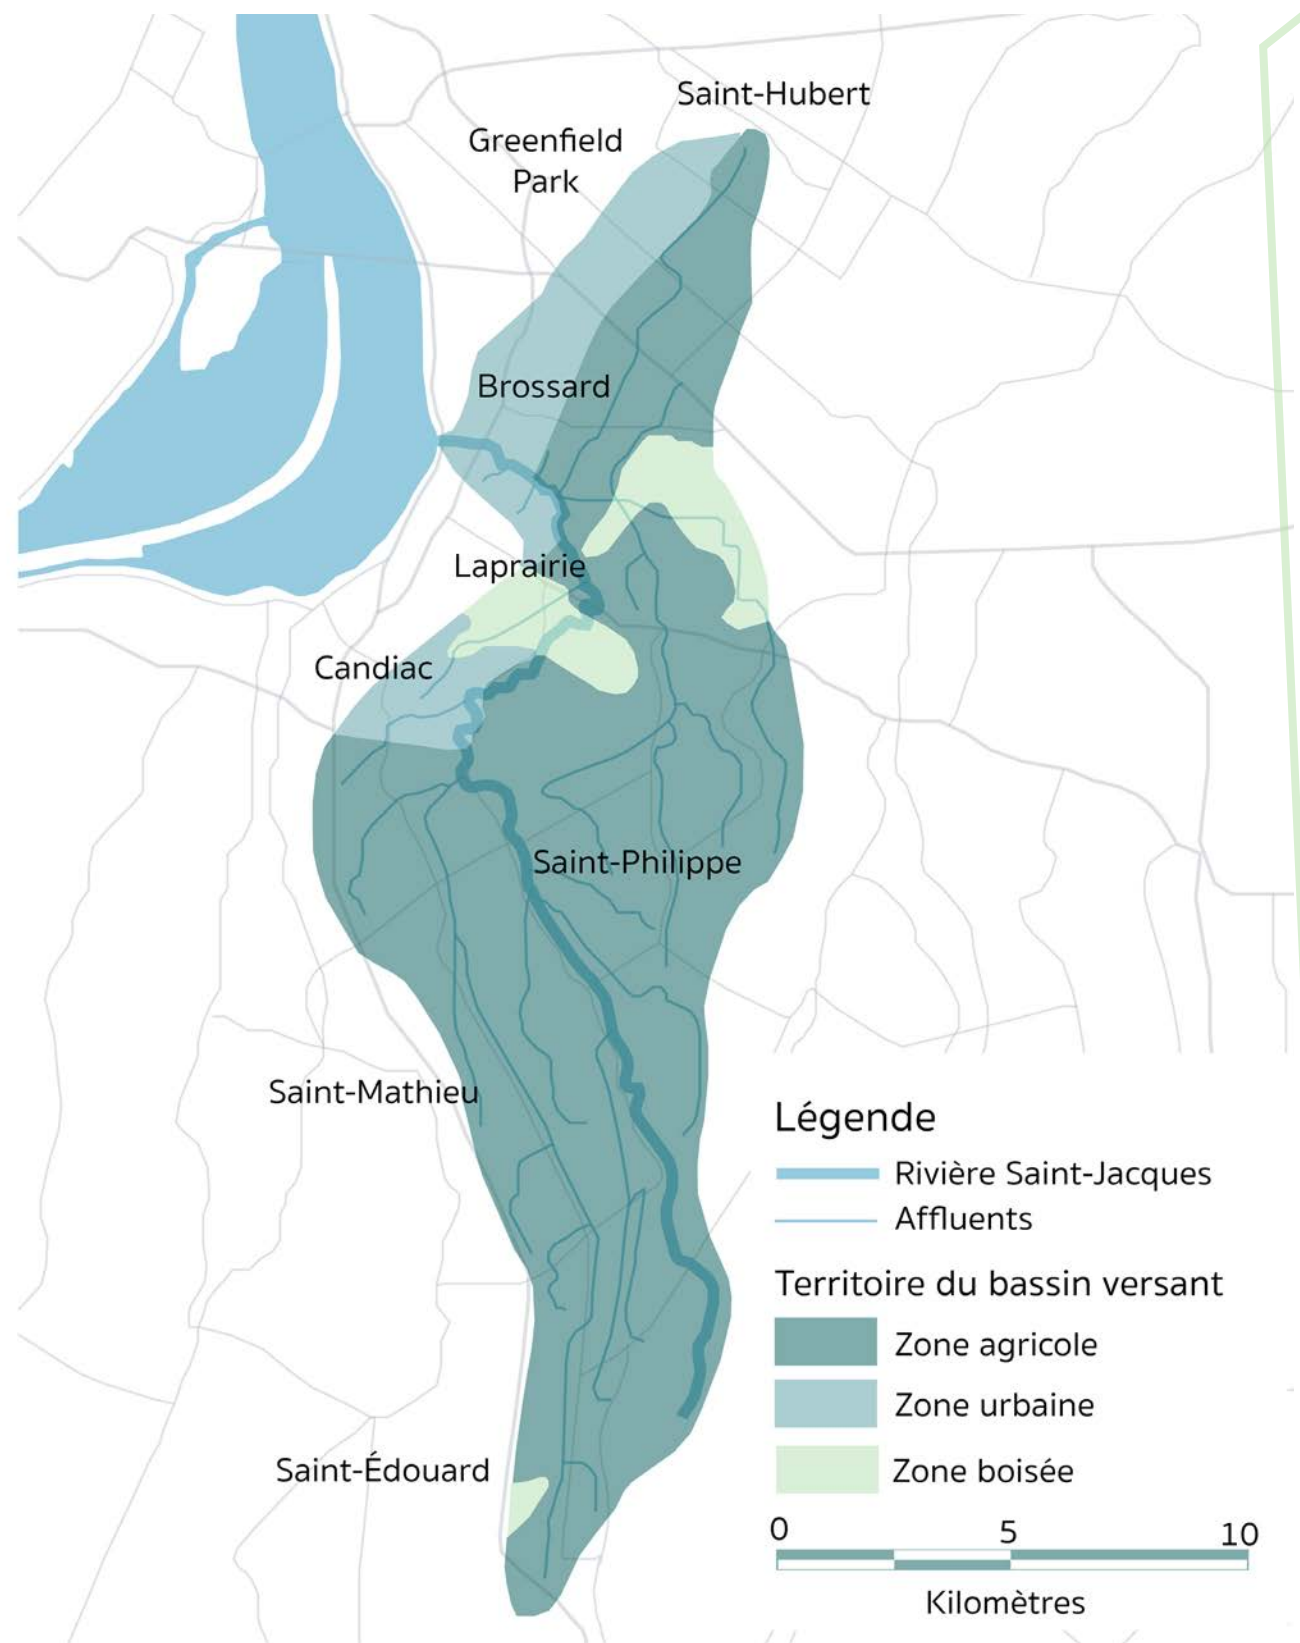 Saint-Hubert
Greenfield
Park
Brossard
Laprairie
Candiac
Saint-Philippe
Saint-Mathieu
Saint-Édouard
Légende
Rivière Saint-Jacques
Affluents
Territoire du bassin versant
Zone agricole
Zone urbaine
Zone boisée
0 5 10
Kilomètres